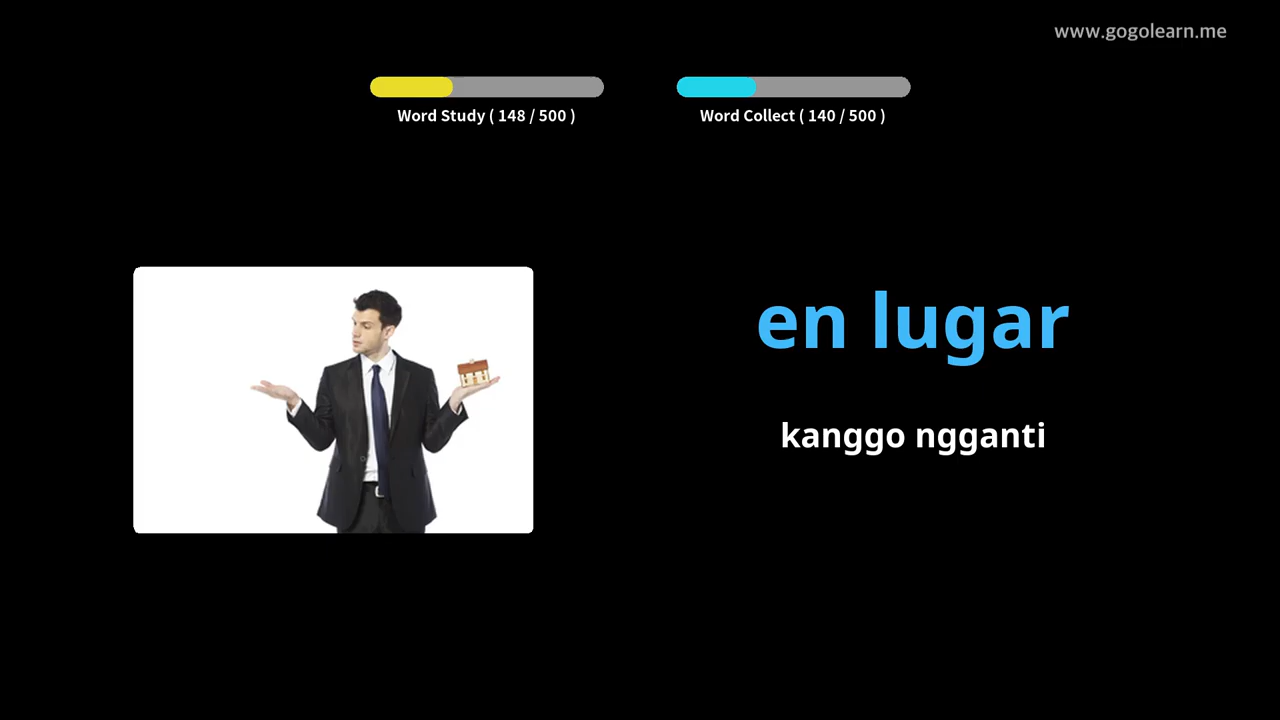 www.gogolearn.me
Word Study ( 148 / 500 )
Word Collect ( 140 / 500 )
en lugar
kanggo ngganti